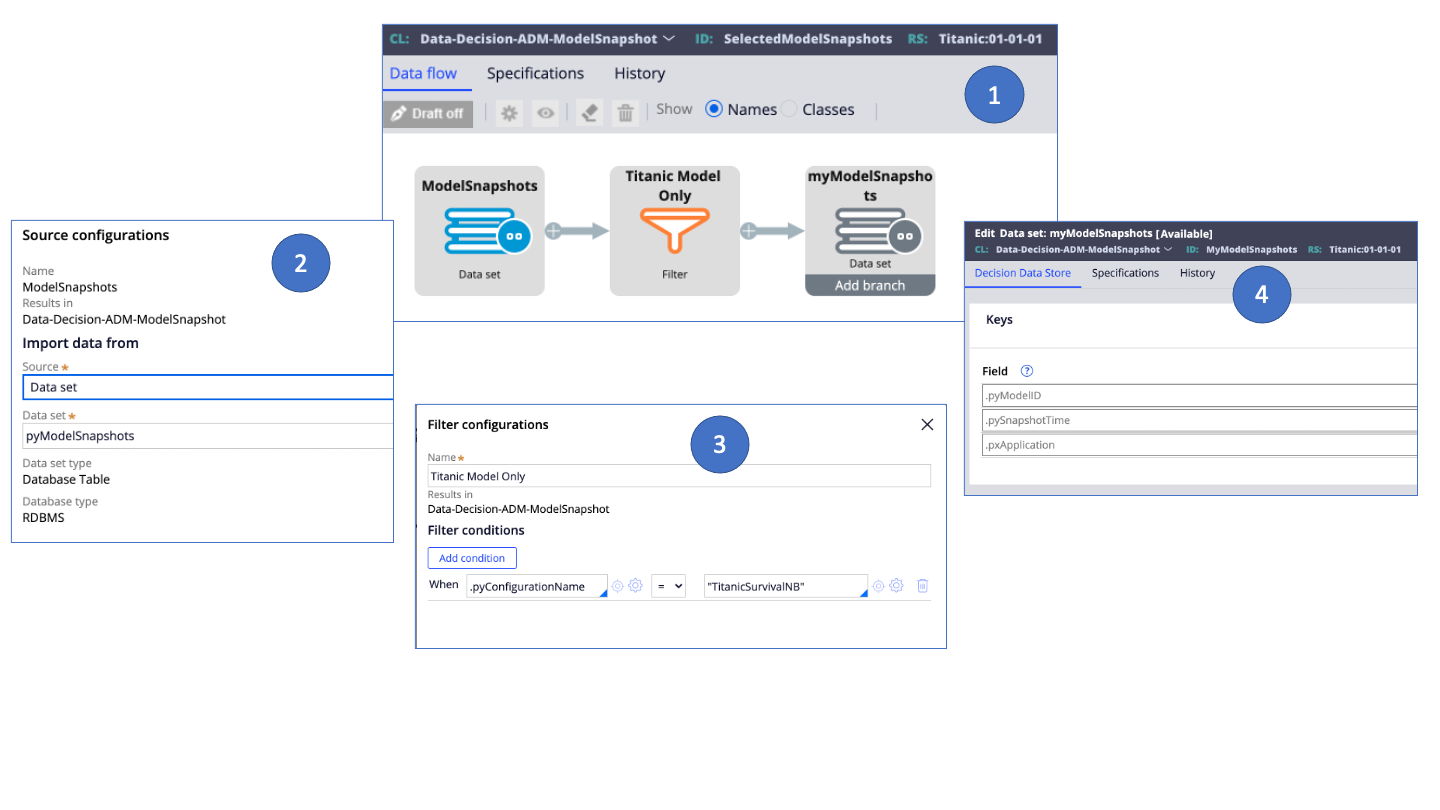 CL: Data-Decision-ADM-ModelSnapshot ID: SelectedModelSnapshots RS: Titanic:01-01-01
Data flow Specifications History
1
Draft off Show Names Classes
ModelSnapshots
Data set
Titanic Model
Only
Filter
myModelSnapsho
ts
Data set
Add branch
Source configurations
2
Name
ModelSnapshots
Results in
Data-Decision-ADM-ModelSnapshot
Import data from
Source ★
Data set
Data set ★
pyModelSnapshots
Data set type
Database Table
Database type
RDBMS
Filter configurations
3
Name ★
Titanic Model Only
Results in
Data-Decision-ADM-ModelSnapshot
Filter conditions
Add condition
When .pyConfigurationName = "TitanicSurvivalNB"
Edit Data set: myModelSnapshots [Available]
CL: Data-Decision-ADM-ModelSnapshot ID: MyModelSnapshots RS: Titanic:01-01-01
Decision Data Store Specifications History
4
Keys
Field ?
.pyModelID
.pySnapshotTime
.pxApplication